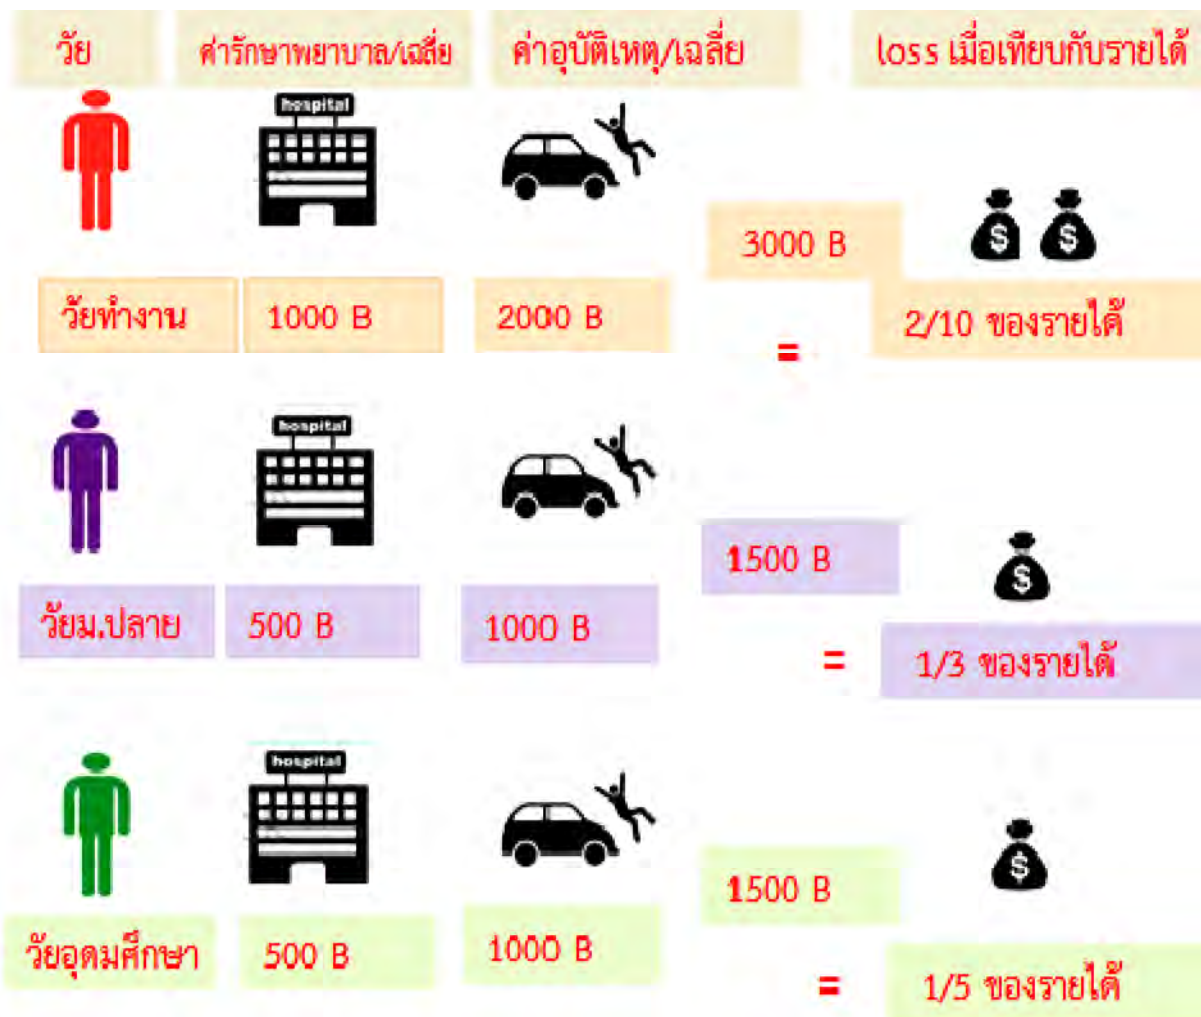 วัย ค่ารักษาพยาบาล/เฉลี่ย ค่าอุบัติเหตุ/เฉลี่ย loss เมื่อเทียบกับรายได้
hospital
3000 B
$ $
วัยทำงาน 1000 B 2000 B
=
2/10 ของรายได้
hospital
1500 B
$
วัยม.ปลาย 500 B 1000 B
=
1/3 ของรายได้
hospital
1500 B
$
วัยอุดมศึกษา 500 B 1000 B
=
1/5 ของรายได้